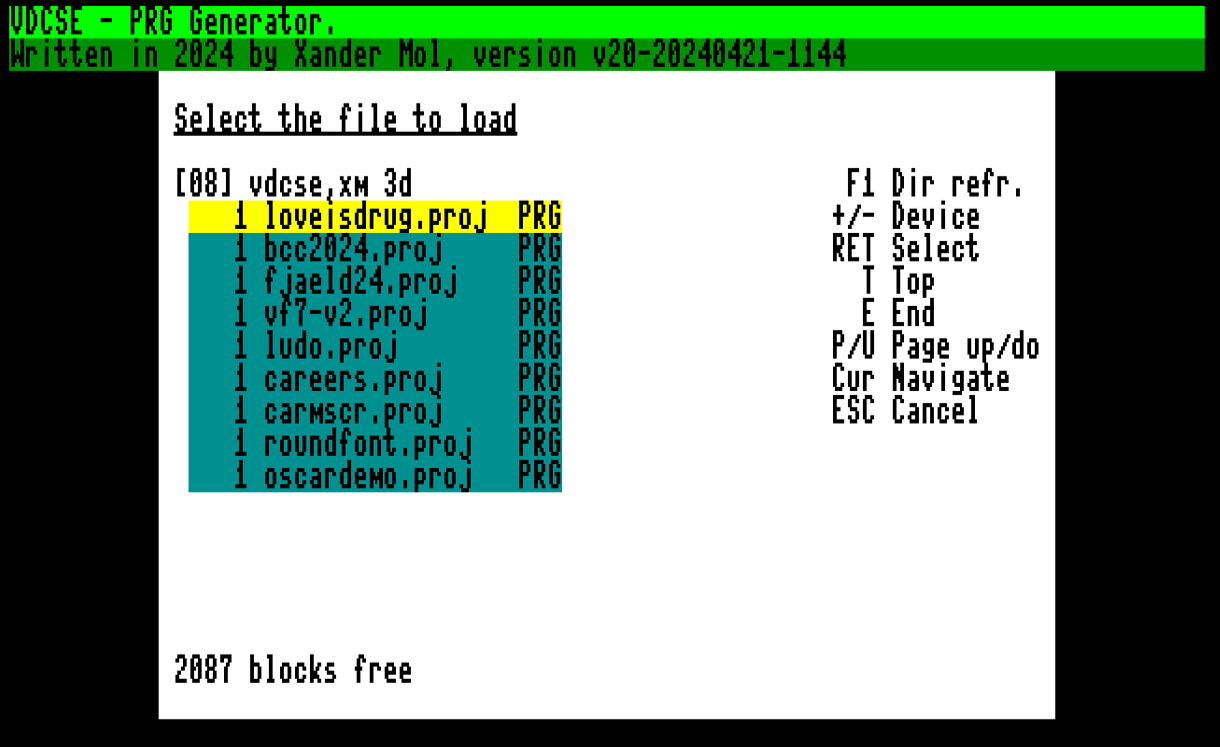 VDCSE - PRG Generator.
Written in 2024 by Xander Mol, version v20-20240421-1144
Select the file to load
[08] vdcse,xm 3d
F1 Dir refr.
1 loveisdrug.proj PRG
+/- Device
1 bcc2024.proj PRG
RET Select
1 fjaeld24.proj PRG
T Top
1 vf7-v2.proj PRG
E End
1 ludo.proj PRG
P/U Page up/do
1 careers.proj PRG
Cur Navigate
1 carmscr.proj PRG
ESC Cancel
1 roundfont.proj PRG
1 oscardemo.proj PRG
2087 blocks free